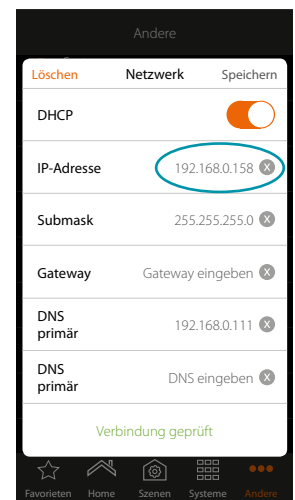 Andere
Löschen Netzwerk Speichern
DHCP
IP-Adresse 192.168.0.158 X
Submask 255.255.255.0 X
Gateway Gateway eingeben X
DNS
primär 192.168.0.111 X
DNS
primär DNS eingeben X
Verbindung geprüft
Favorieten Home Szenen Systeme Andere